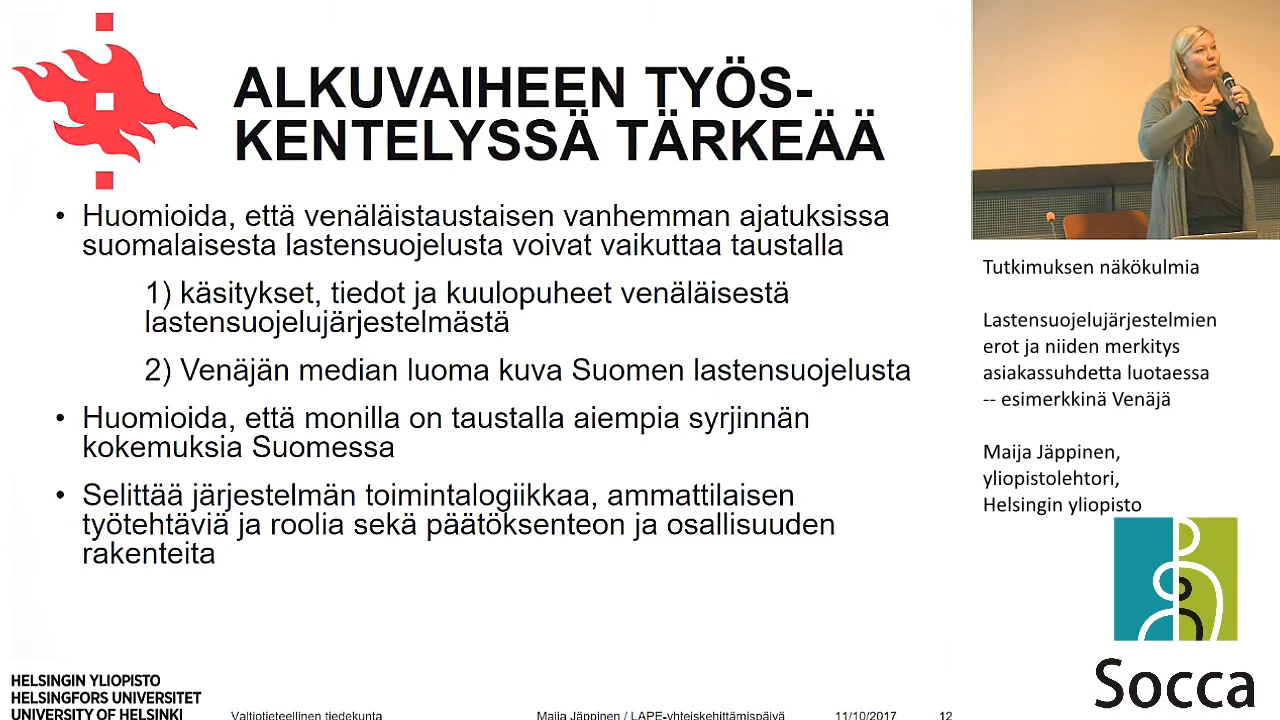 ALKUVAIHEEN TYÖS-
KENTELYSSÄ TÄRKEÄÄ
• Huomioida, että venäläistaustaisen vanhemman ajatuksissa
suomalaisesta lastensuojelusta voivat vaikuttaa taustalla
1) käsitykset, tiedot ja kuulopuheet venäläisestä
lastensuojelujärjestelmästä
2) Venäjän median luoma kuva Suomen lastensuojelusta
• Huomioida, että monilla on taustalla aiempia syrjinnän
kokemuksia Suomessa
• Selittää järjestelmän toimintalogiikkaa, ammattilaisen
työtehtäviä ja roolia sekä päätöksenteon ja osallisuuden
rakenteita
HELSINGIN YLIOPISTO
HELSINGFORS UNIVERSITET
UNIVERSITY OF HELSINKI
Valtiotieteellinen tiedekunta
Maija Jäppinen / LAPE-yhteiskehittämispäivä
11/10/2017
12
Tutkimuksen näkökulmia
Lastensuojelujärjestelmien
erot ja niiden merkitys
asiakassuhdetta luotaessa
-- esimerkkinä Venäjä
Maija Jäppinen,
yliopistolehtori,
Helsingin yliopisto
Socca